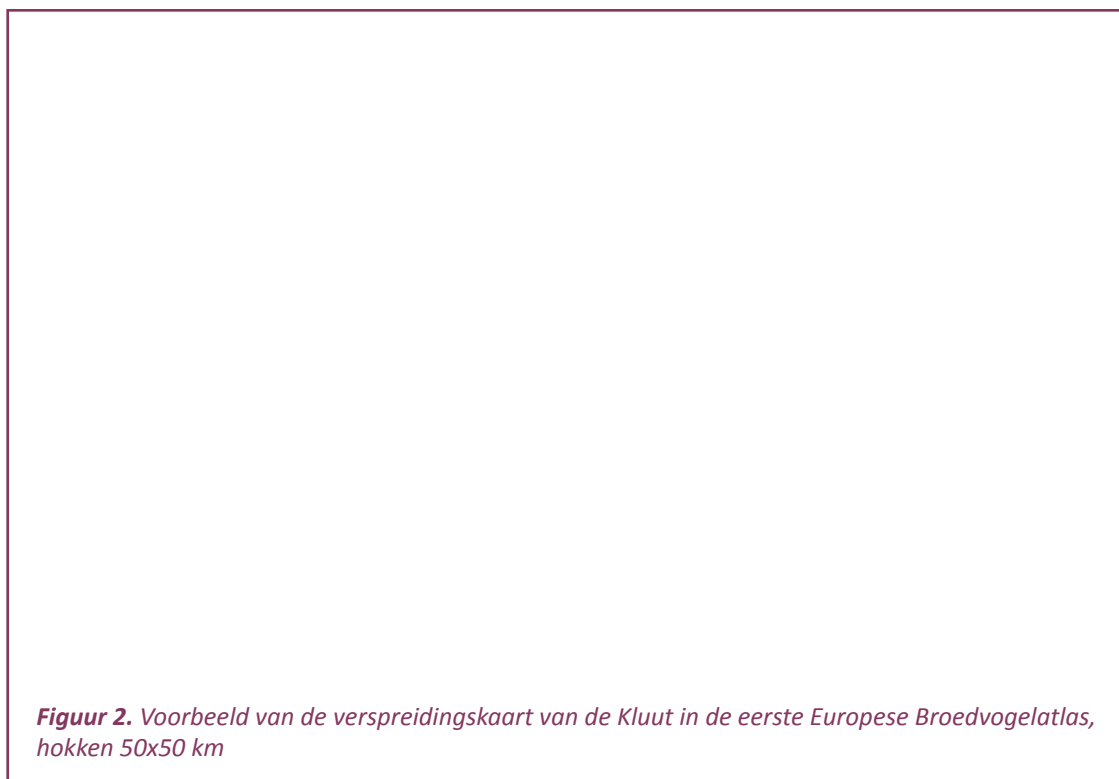 Figuur 2. Voorbeeld van de verspreidingskaart van de Kluut in de eerste Europese Broedvogelatlas,
hokken 50x50 km